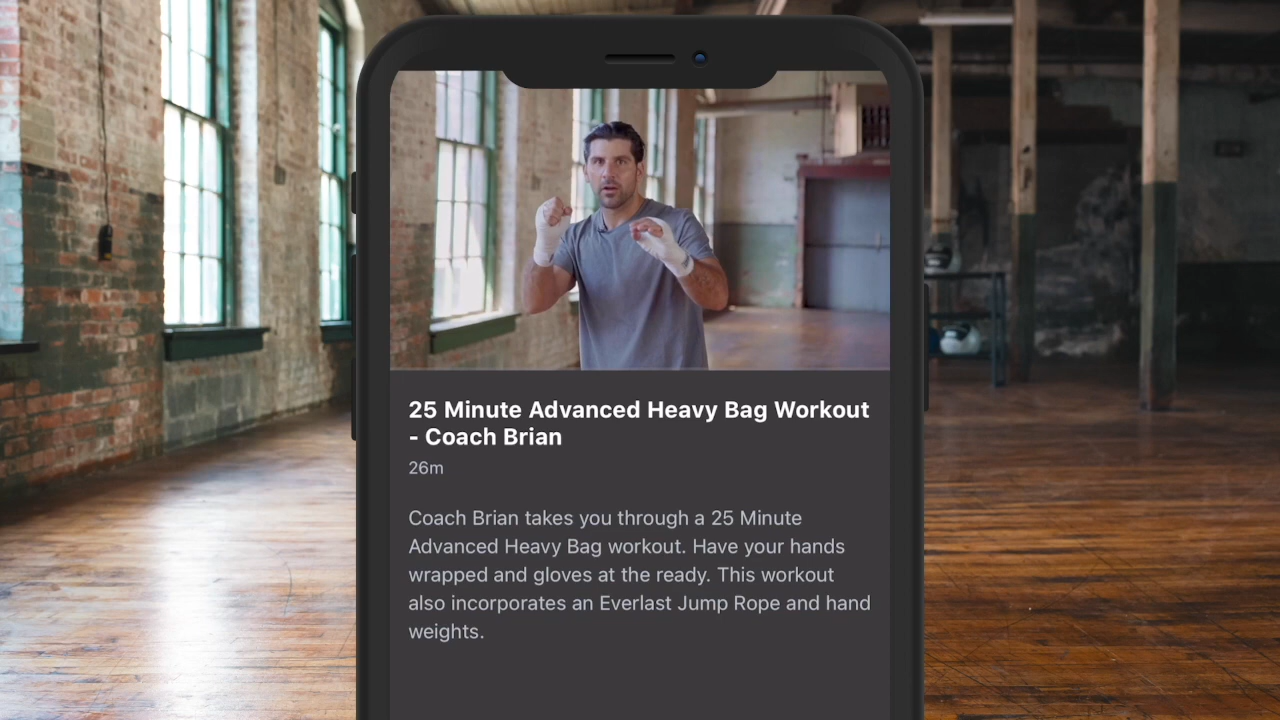 25 Minute Advanced Heavy Bag Workout
- Coach Brian
26m
Coach Brian takes you through a 25 Minute
Advanced Heavy Bag workout. Have your hands
wrapped and gloves at the ready. This workout
also incorporates an Everlast Jump Rope and hand
weights.